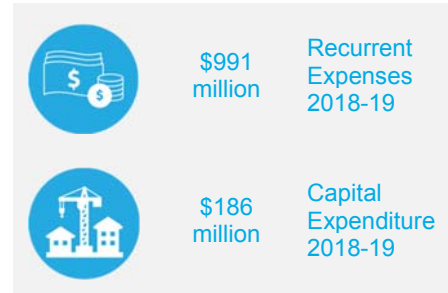 $991
million
Recurrent
Expenses
2018-19
$
$
$186
million
Capital
Expenditure
2018-19